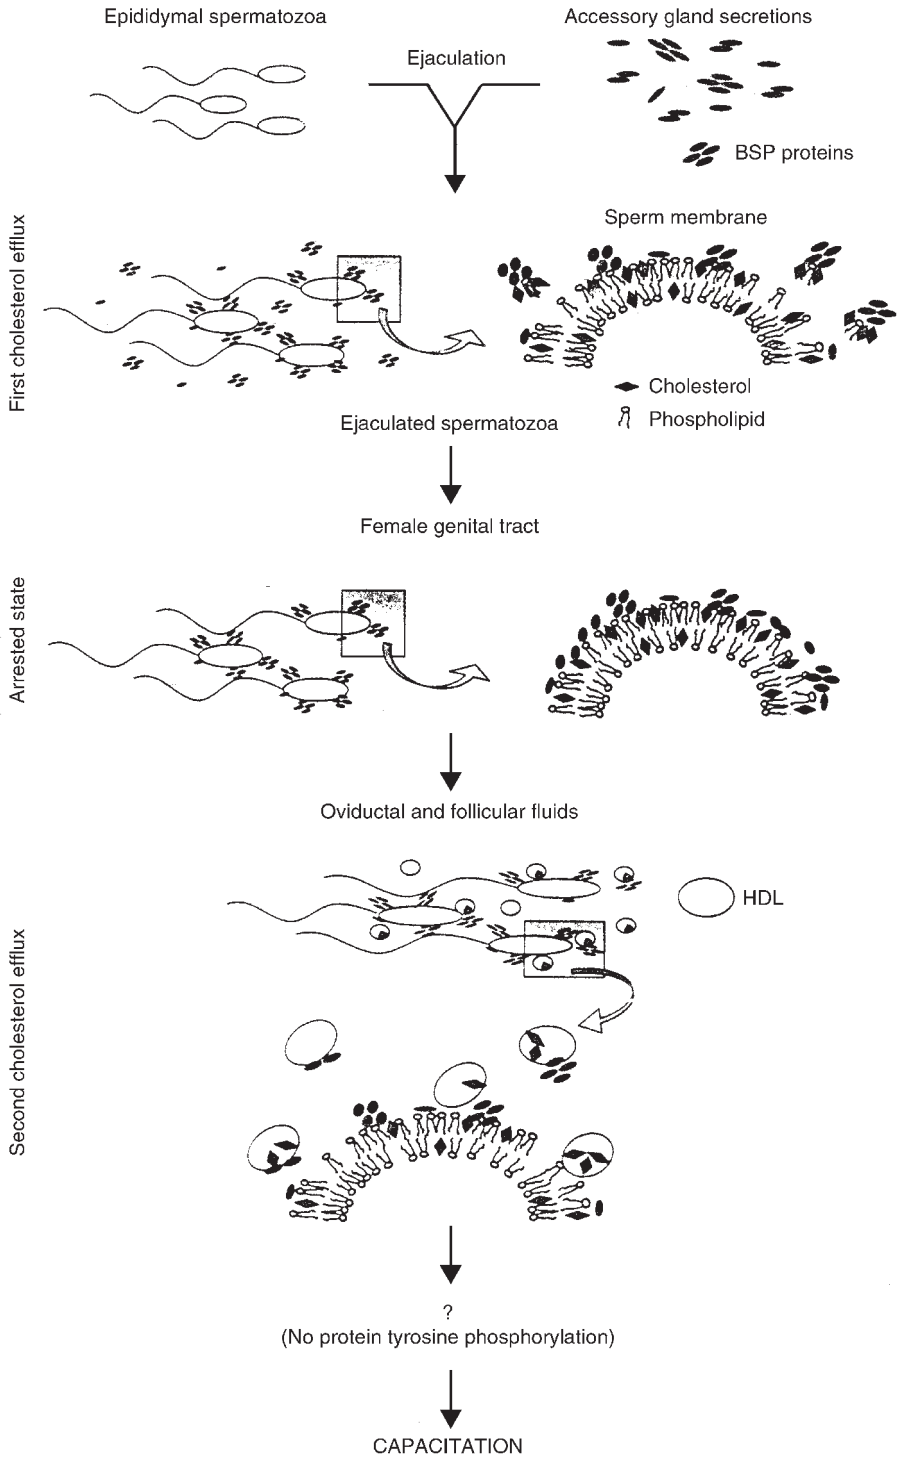 Epididymal spermatozoa
Accessory gland secretions
Ejaculation
BSP proteins
First cholesterol efflux
Sperm membrane
Cholesterol
Phospholipid
Ejaculated spermatozoa
Female genital tract
Arrested state
Oviductal and follicular fluids
Second cholesterol efflux
HDL
?
(No protein tyrosine phosphorylation)
CAPACITATION